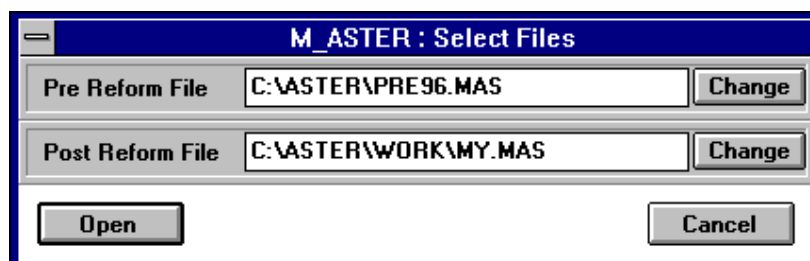 M_ASTER : Select Files
Pre Reform File C:\ASTER\PRE96.MAS Change
Post Reform File C:\ASTER\WORK\MY.MAS Change
Open Cancel